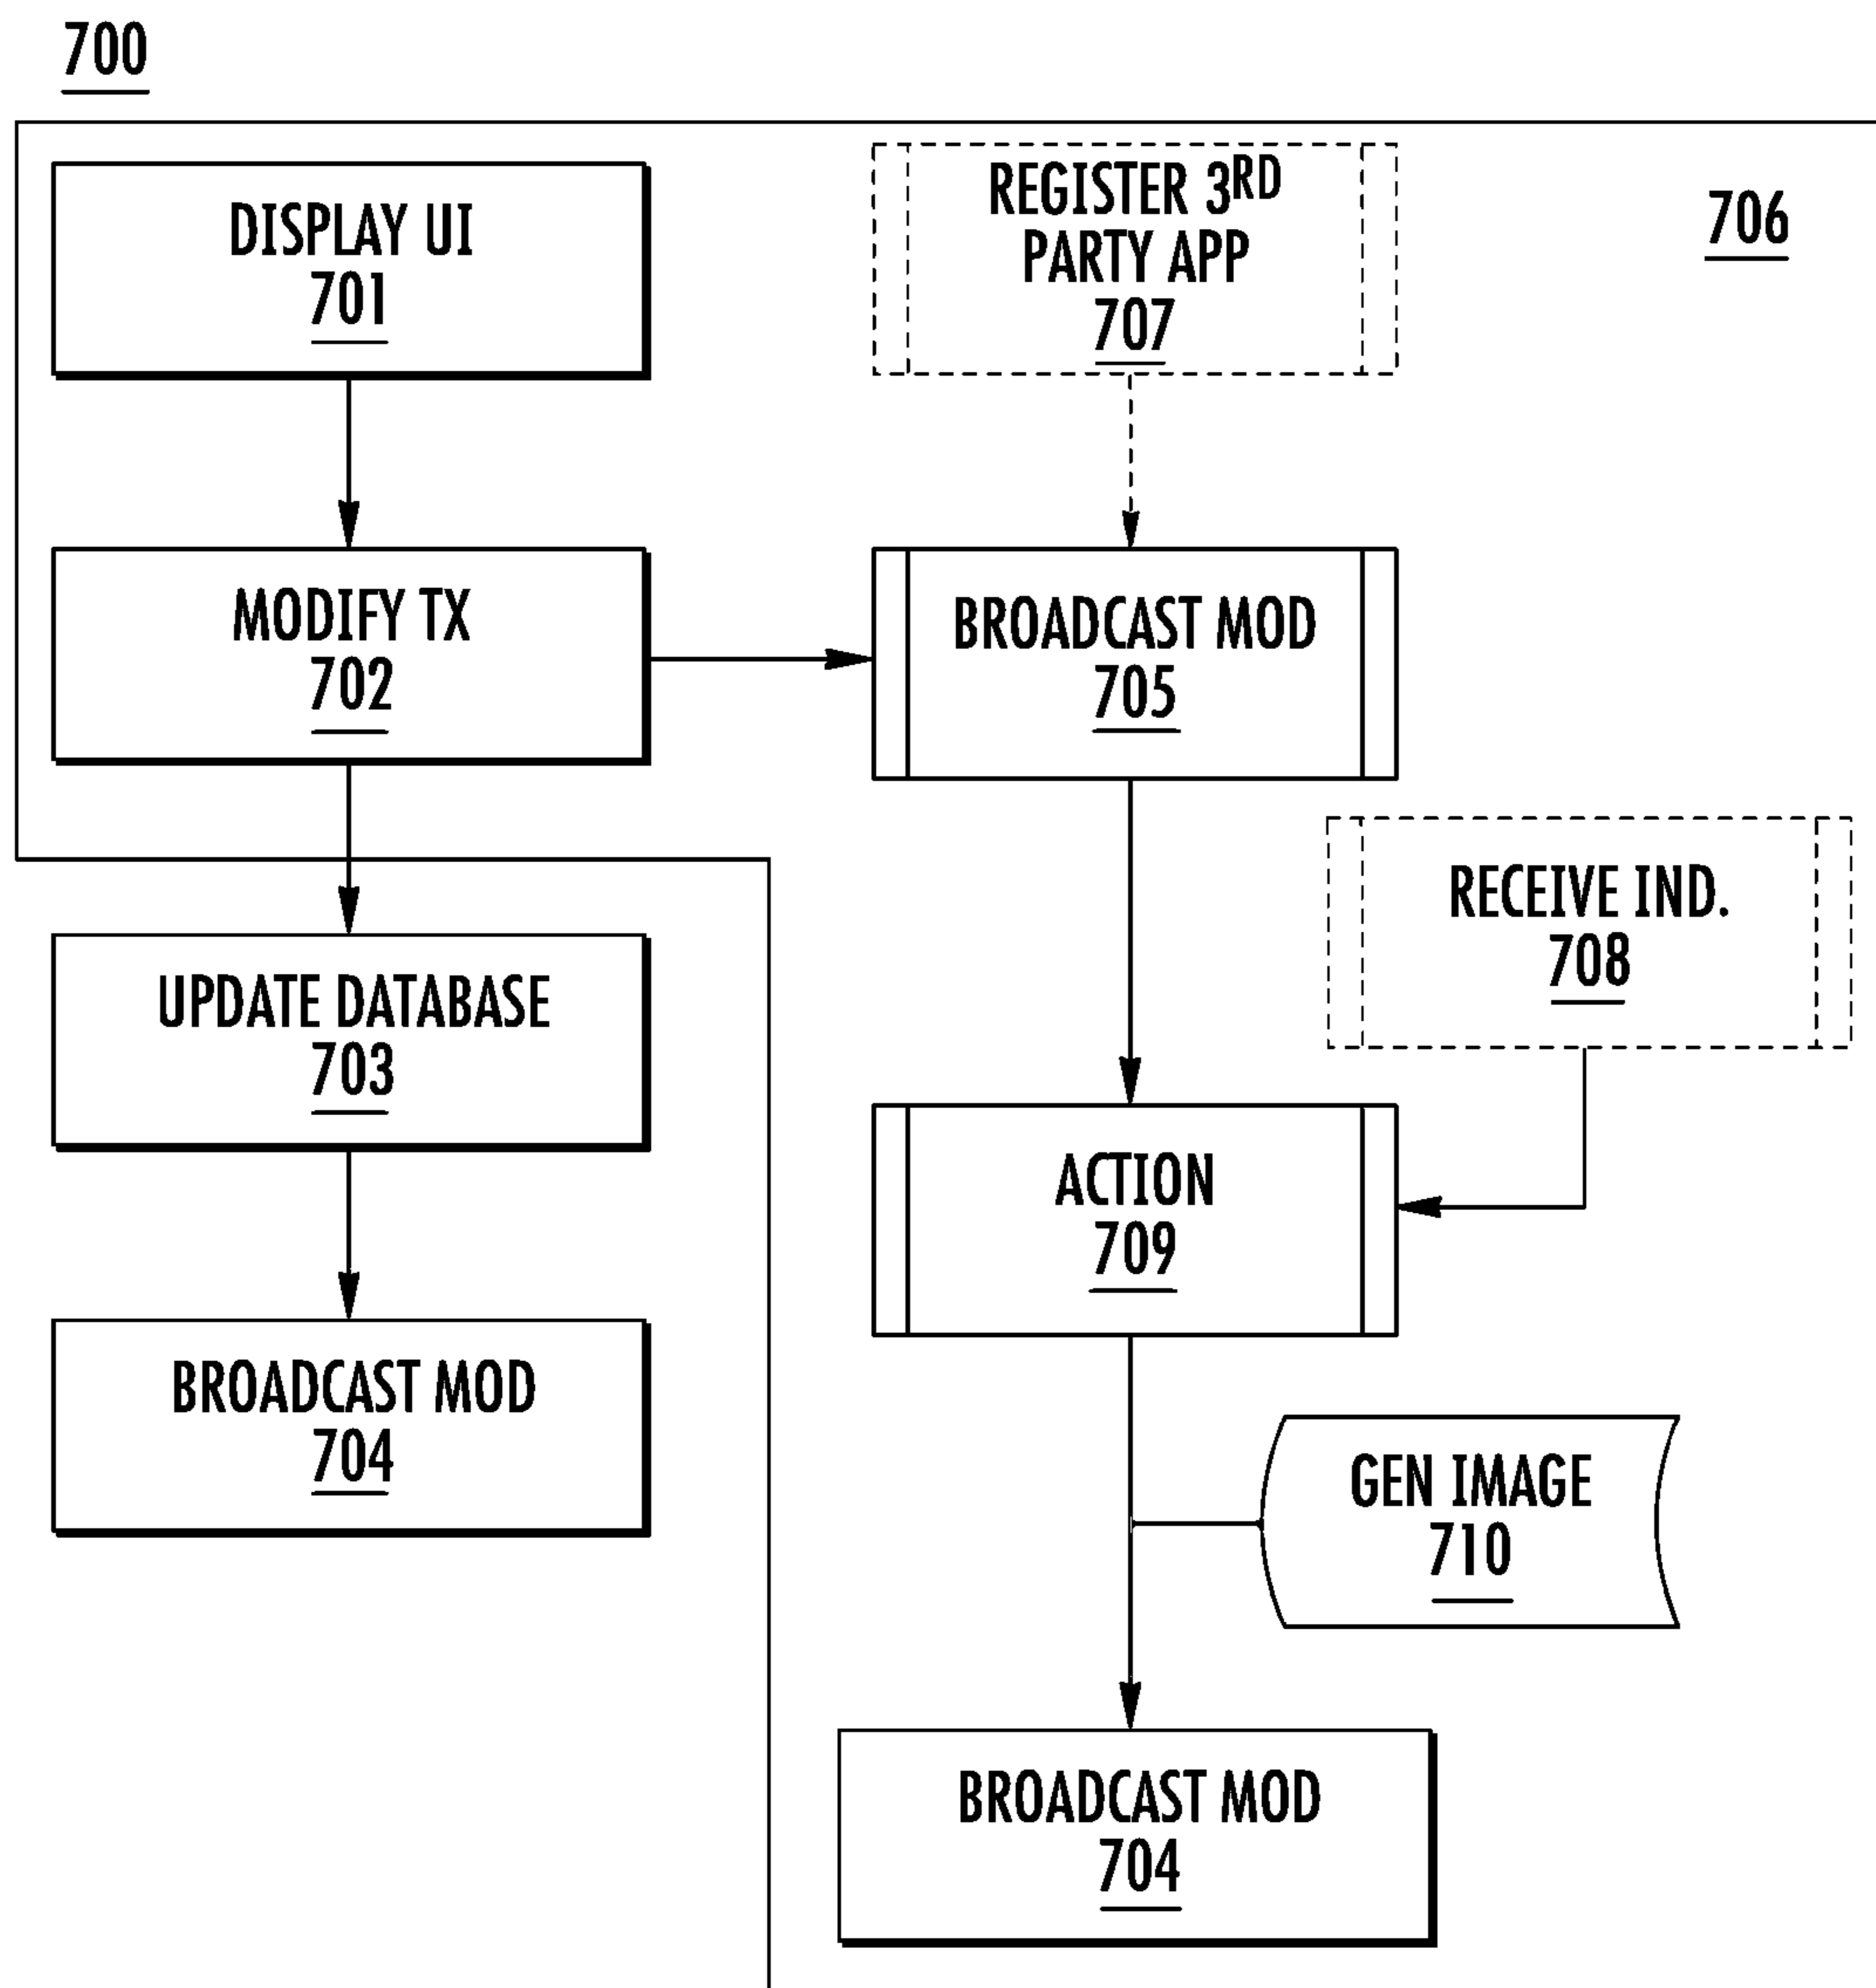 700
DISPLAY UI
701
REGISTER 3RD
PARTY APP
707
706
MODIFY TX
702
BROADCAST MOD
705
RECEIVE IND.
708
UPDATE DATABASE
703
ACTION
709
BROADCAST MOD
704
GEN IMAGE
710
BROADCAST MOD
704